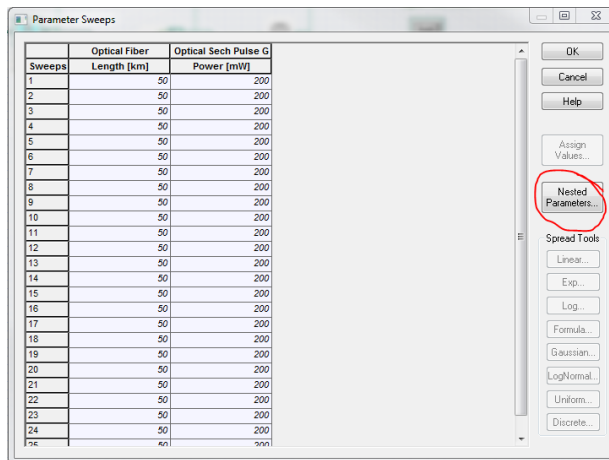 Parameter Sweeps
Optical Fiber Optical Sech Pulse G
Sweeps Length [km] Power [mW]
1 50 200
2 50 200
3 50 200
4 50 200
5 50 200
6 50 200
7 50 200
8 50 200
9 50 200
10 50 200
11 50 200
12 50 200
13 50 200
14 50 200
15 50 200
16 50 200
17 50 200
18 50 200
19 50 200
20 50 200
21 50 200
22 50 200
23 50 200
24 50 200
25 50 200
OK
Cancel
Help
Assign
Values...
Nested
Parameters...
Spread Tools
Linear...
Exp...
Log...
Formula...
Gaussian...
LogNormal...
Uniform...
Discrete...